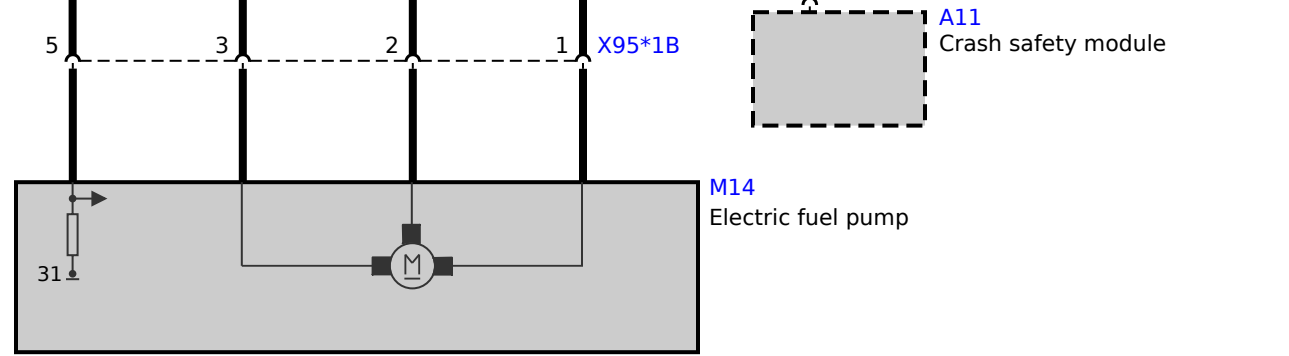 A11
Crash safety module
5 3 2 1 X95*1B
M14
Electric fuel pump
M
31